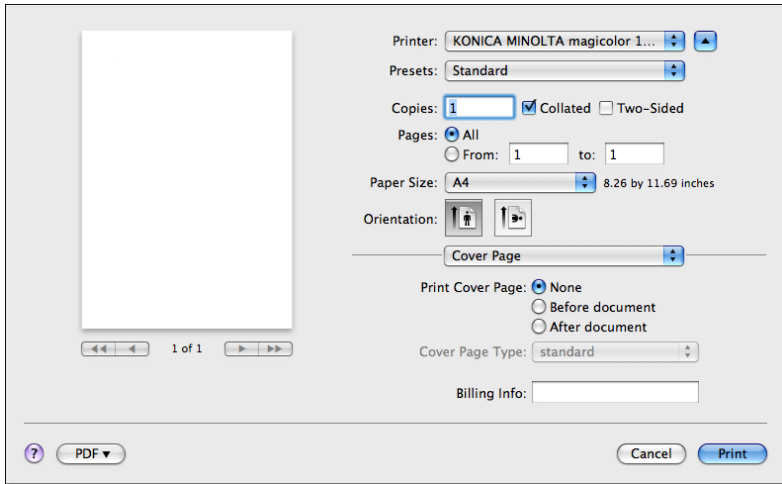 Printer: KONICA MINOLTA magicolor 1...
Presets: Standard
Copies: 1 Collated Two-Sided
Pages: All
From: 1 to: 1
Paper Size: A4 8.26 by 11.69 inches
Orientation:
Cover Page
Print Cover Page: None
Before document
After document
1 of 1
Cover Page Type: standard
Billing Info:
? PDF ▼ Cancel Print